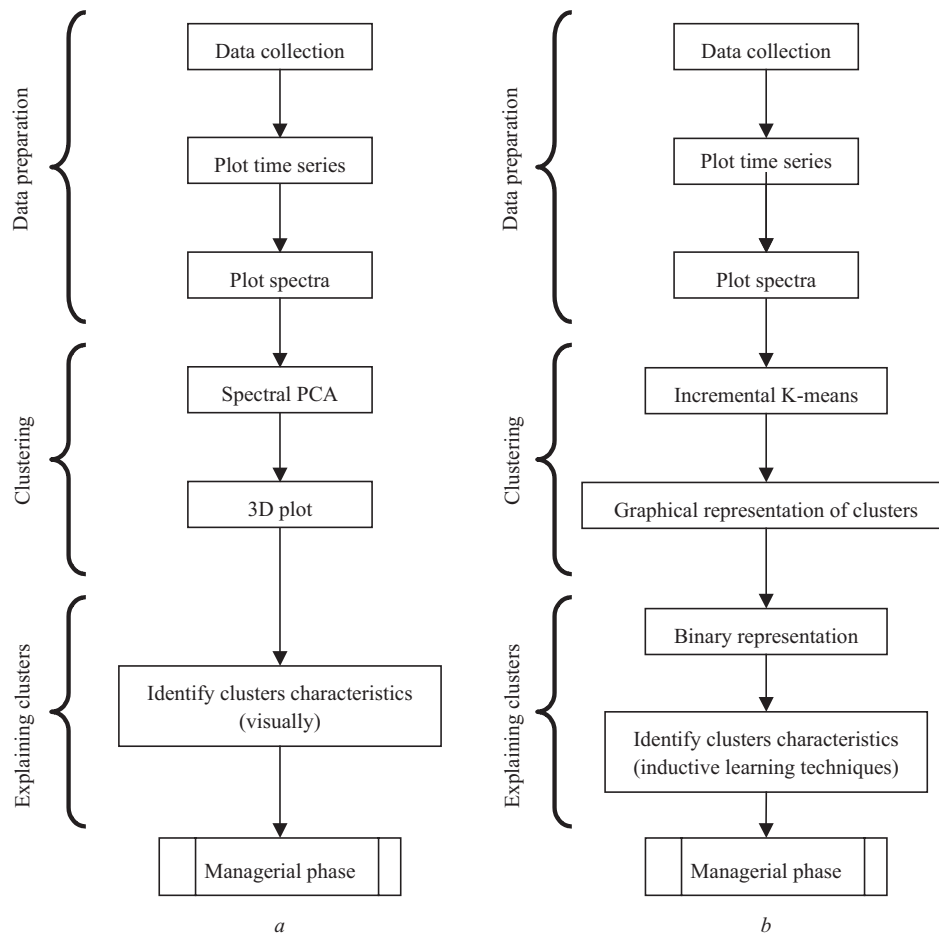 Data preparation
Data collection
Plot time series
Plot spectra
Clustering
Spectral PCA
3D plot
Explaining clusters
Identify clusters characteristics
(visually)
Managerial phase
a
Data preparation
Data collection
Plot time series
Plot spectra
Clustering
Incremental K-means
Graphical representation of clusters
Explaining clusters
Binary representation
Identify clusters characteristics
(inductive learning techniques)
Managerial phase
b